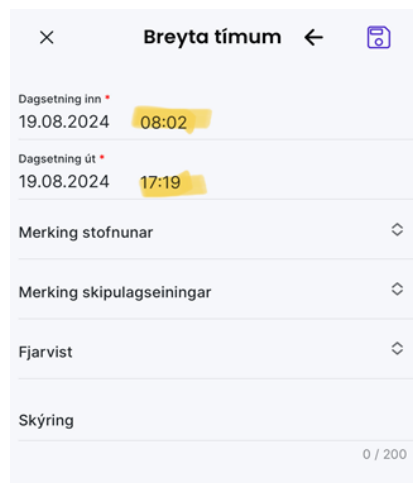 Breyta tímum
Dagsetning inn *
19.08.2024 08:02
Dagsetning út *
19.08.2024 17:19
Merking stofnunar
Merking skipulagseiningar
Fjarvist
Skýring
0 / 200